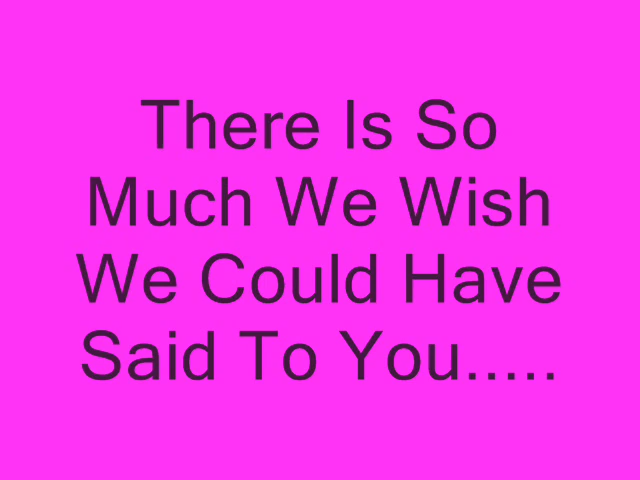 There Is So
Much We Wish
We Could Have
Said To You.....